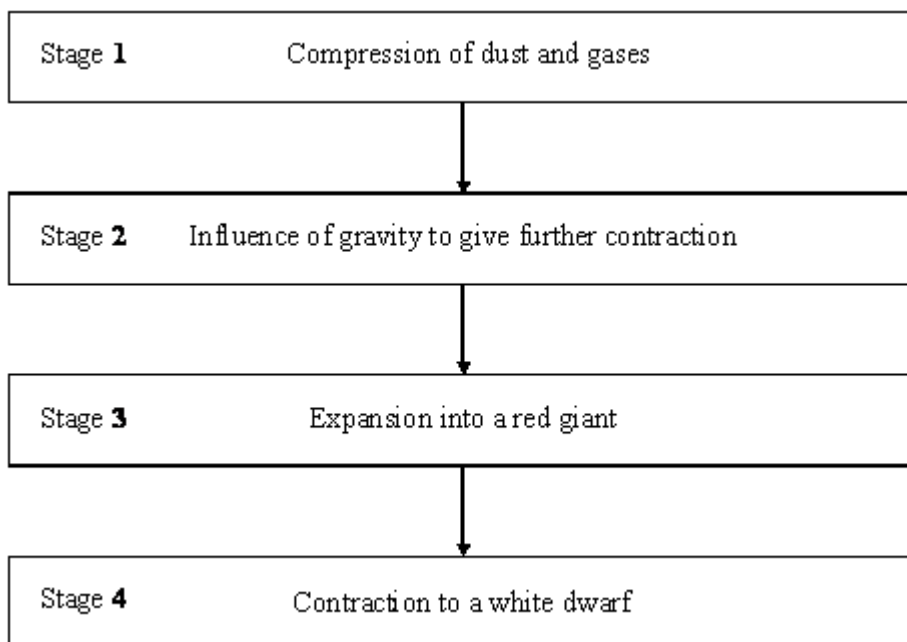 Stage 1 Compression of dust and gases
Stage 2 Influence of gravity to give further contraction
Stage 3 Expansion into a red giant
Stage 4 Contraction to a white dwarf